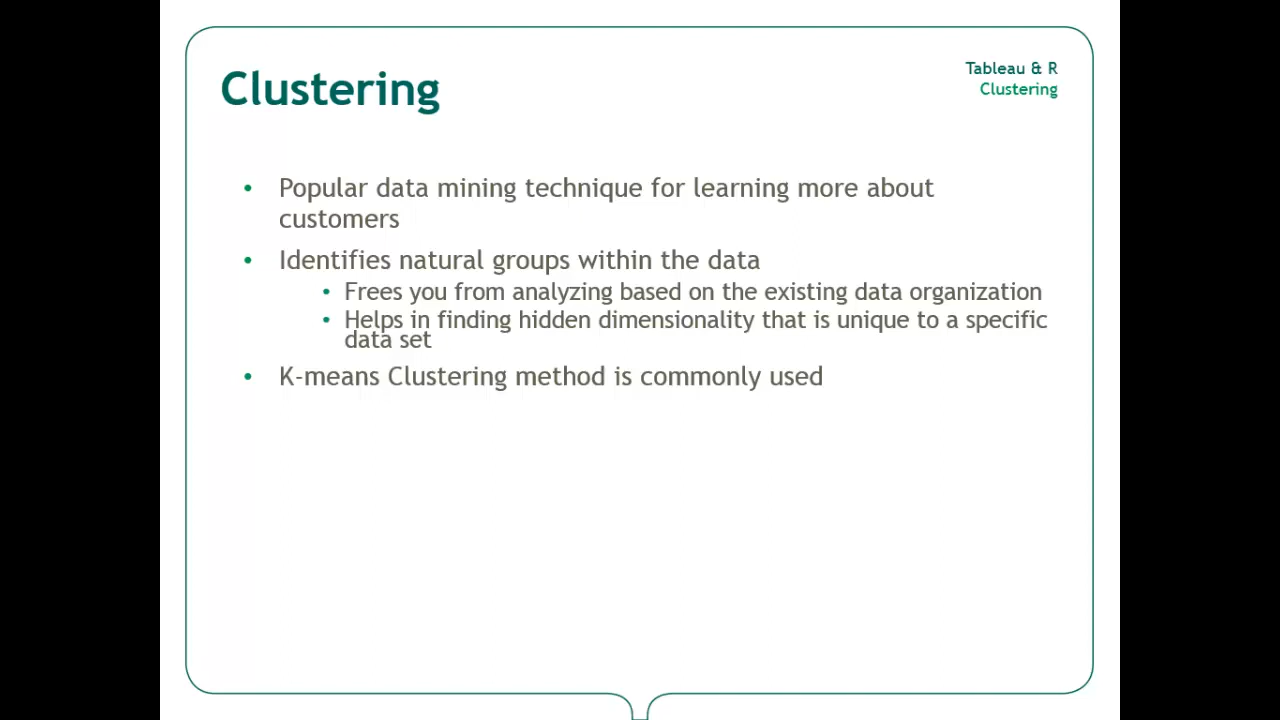 Clustering
Tableau & R
Clustering
• Popular data mining technique for learning more about
customers
• Identifies natural groups within the data
• Frees you from analyzing based on the existing data organization
• Helps in finding hidden dimensionality that is unique to a specific
data set
• K-means Clustering method is commonly used